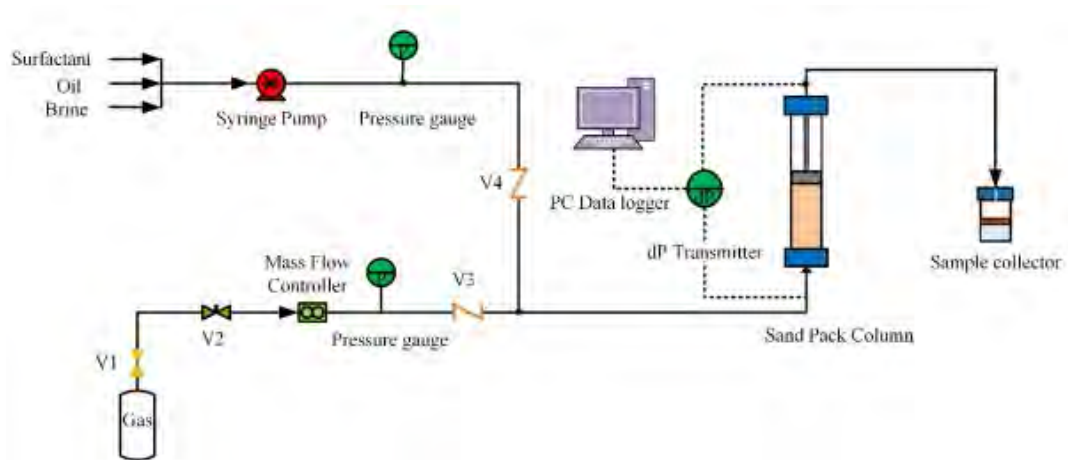 Surfactant
Oil
Brine
Syringe Pump
P
Pressure gauge
V4
PC Data logger
dP
dP Transmitter
Sample collector
Mass Flow
Controller
P
V3
Pressure gauge
V2
V1
Gas
Sand Pack Column